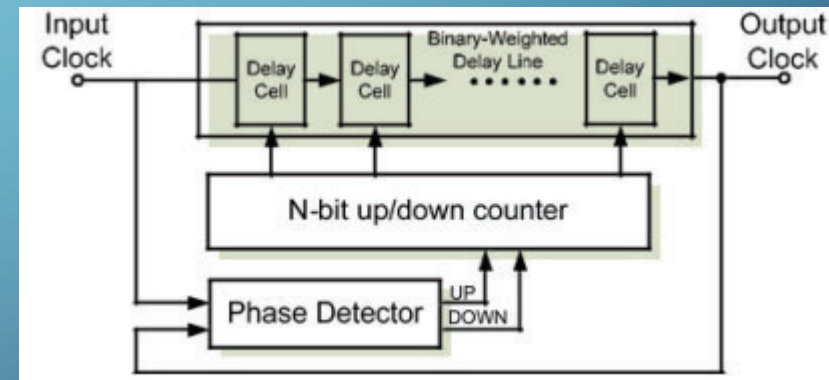 Input
Clock
Output
Clock
Binary-Weighted
Delay Line
Delay
Cell
Delay
Cell
Delay
Cell
N-bit up/down counter
Phase Detector
UP
DOWN